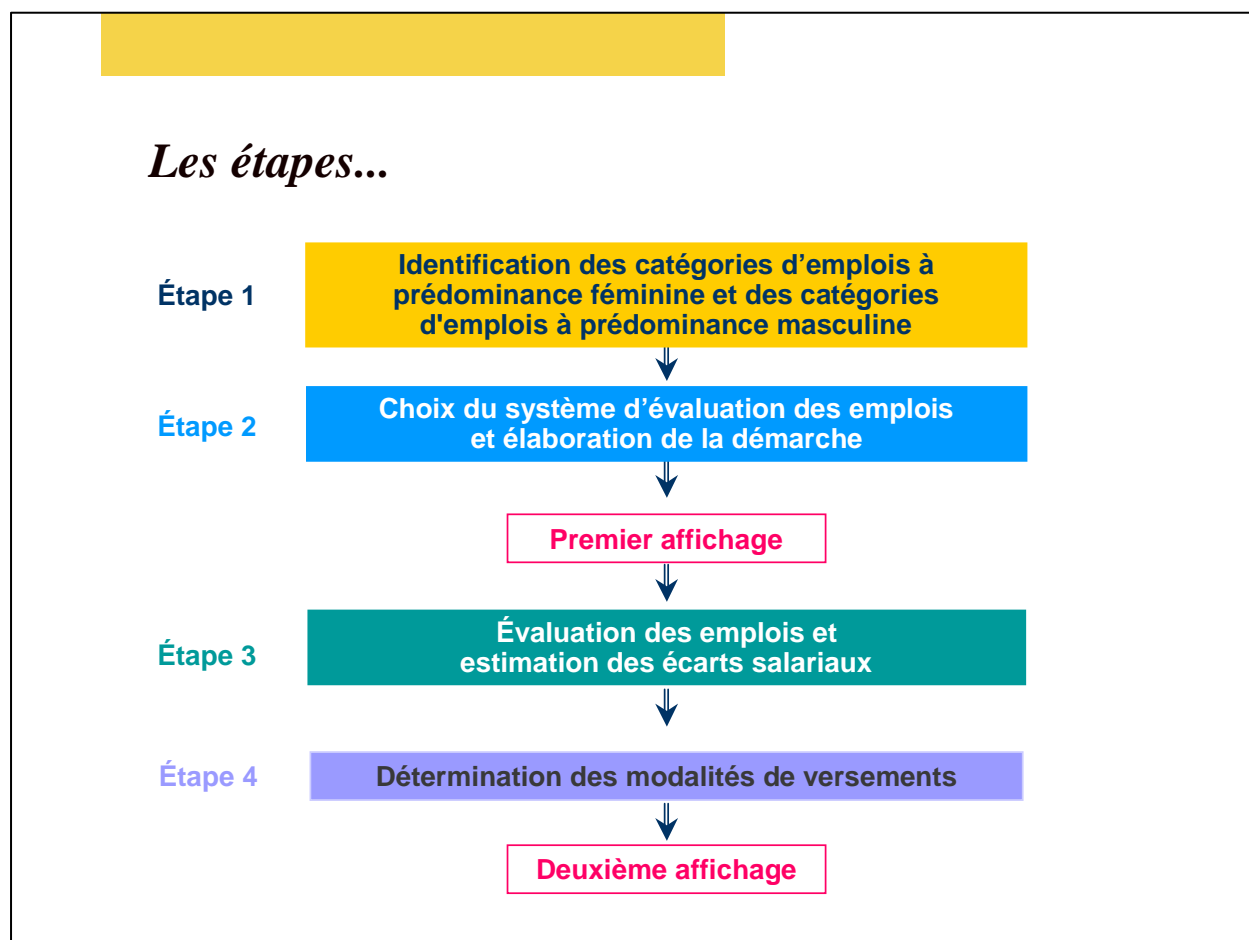 Les étapes...
Étape 1
Identification des catégories d’emplois à
prédominance féminine et des catégories
d'emplois à prédominance masculine
Étape 2
Choix du système d’évaluation des emplois
et élaboration de la démarche
Premier affichage
Étape 3
Évaluation des emplois et
estimation des écarts salariaux
Étape 4
Détermination des modalités de versements
Deuxième affichage